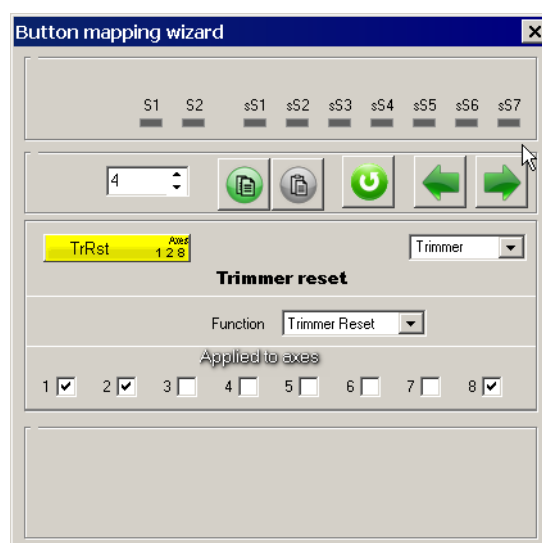 Button mapping wizard
S1 S2 sS1 sS2 sS3 sS4 sS5 sS6 sS7
4
TrRst Axes 1 2 8 Trimmer
Trimmer reset
Function Trimmer Reset
Applied to axes
1 2 3 4 5 6 7 8